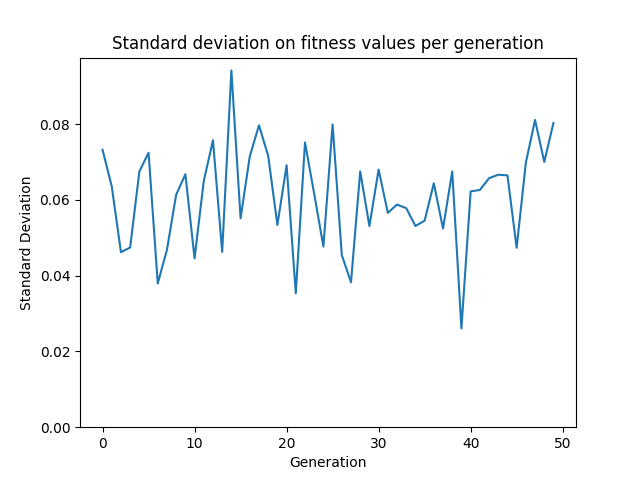 Standard deviation on fitness values per generation
0.08
0.06
0.04
0.02
0.00
Standard Deviation
0 10 20 30 40 50
Generation